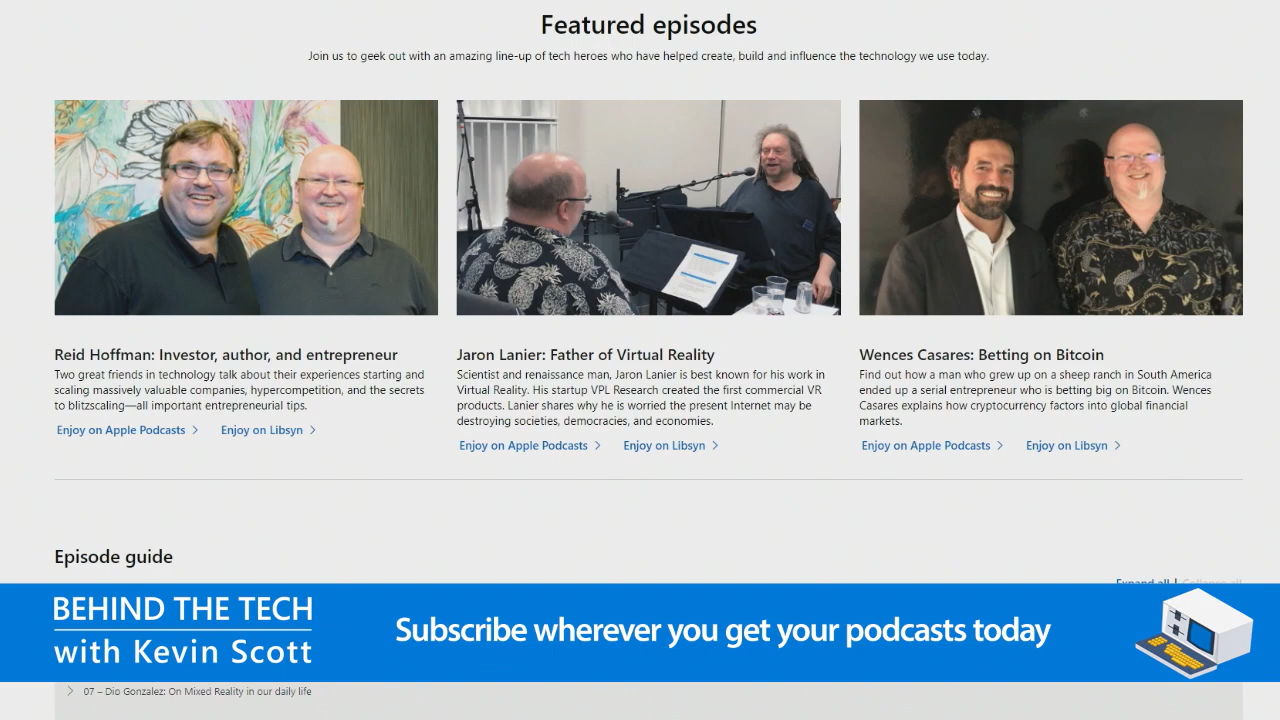 Featured episodes
Join us to geek out with an amazing line-up of tech heroes who have helped create, build and influence the technology we use today.
Reid Hoffman: Investor, author, and entrepreneur
Two great friends in technology talk about their experiences starting and
scaling massively valuable companies, hypercompetition, and the secrets
to blitzscaling—all important entrepreneurial tips.
Enjoy on Apple Podcasts
Enjoy on Libsyn
Jaron Lanier: Father of Virtual Reality
Scientist and renaissance man, Jaron Lanier is best known for his work in
Virtual Reality. His startup VPL Research created the first commercial VR
products. Lanier shares why he is worried the present Internet may be
destroying societies, democracies, and economies.
Enjoy on Apple Podcasts
Enjoy on Libsyn
Wences Casares: Betting on Bitcoin
Find out how a man who grew up on a sheep ranch in South America
ended up a serial entrepreneur who is betting big on Bitcoin. Wences
Casares explains how cryptocurrency factors into global financial
markets.
Enjoy on Apple Podcasts
Enjoy on Libsyn
Episode guide
Expand all | Collapse all
BEHIND THE TECH
with Kevin Scott
Subscribe wherever you get your podcasts today
07 – Dio Gonzalez: On Mixed Reality in our daily life